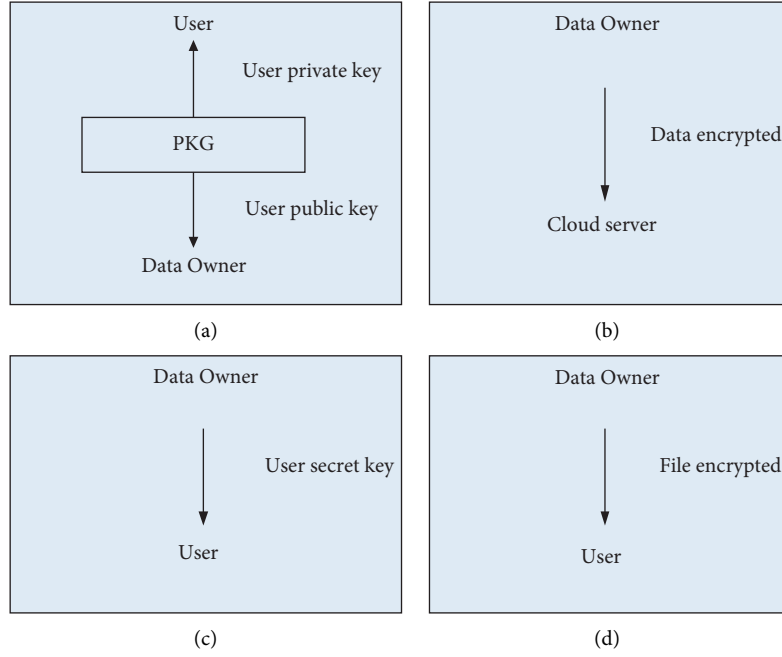 User
User private key
PKG
User public key
Data Owner
(a)
Data Owner
Data encrypted
Cloud server
(b)
Data Owner
User secret key
User
(c)
Data Owner
File encrypted
User
(d)